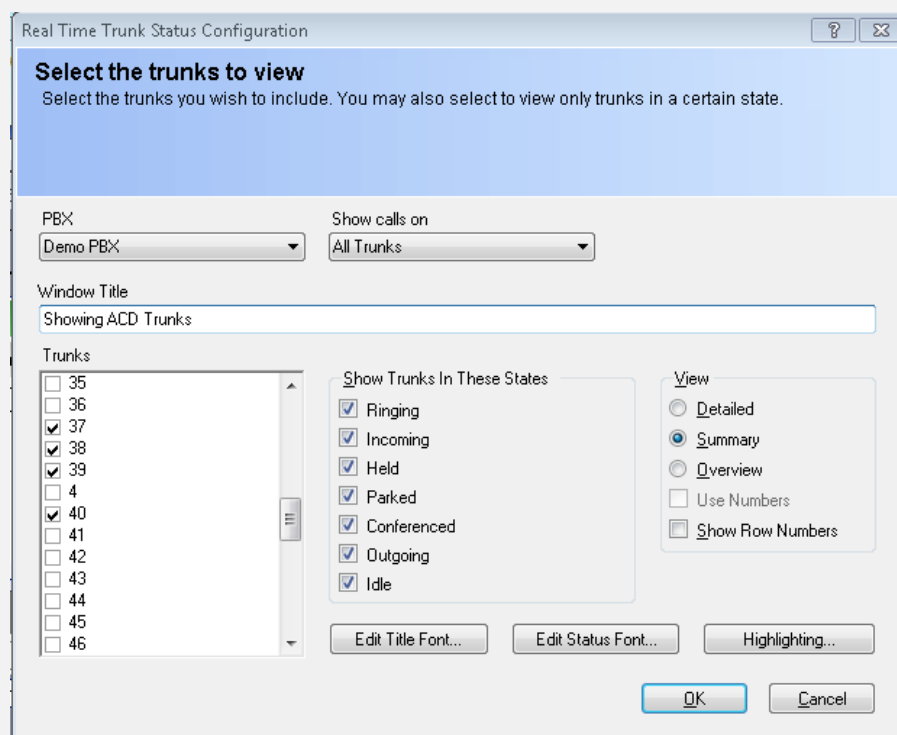 Real Time Trunk Status Configuration
Select the trunks to view
Select the trunks you wish to include. You may also select to view only trunks in a certain state.
PBX
Show calls on
Demo PBX
All Trunks
Window Title
Showing ACD Trunks
Trunks
35
36
37
38
39
4
40
41
42
43
44
45
46
Show Trunks In These States
Ringing
Incoming
Held
Parked
Conferenced
Outgoing
Idle
View
Detailed
Summary
Overview
Use Numbers
Show Row Numbers
Edit Title Font...
Edit Status Font...
Highlighting...
OK
Cancel